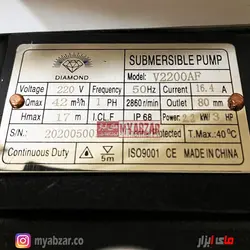 SUBMERSIBLE PUMP
DIAMOND
Model V2200AF
Voltage 220 V Frequency 50Hz Current 16.4 A
Qmax 42 m³/h 1 PH 2860 r/min Outlet 80 mm
Hmax 17 m I.CL.F IP 68 Power 2.2 kW 3 HP
MYABZAR
S/N: 20200500 T.Max:40°C
Continuous Duty 5m ISO9001 CE MADE IN CHINA
myabzar.co
مای ابزار